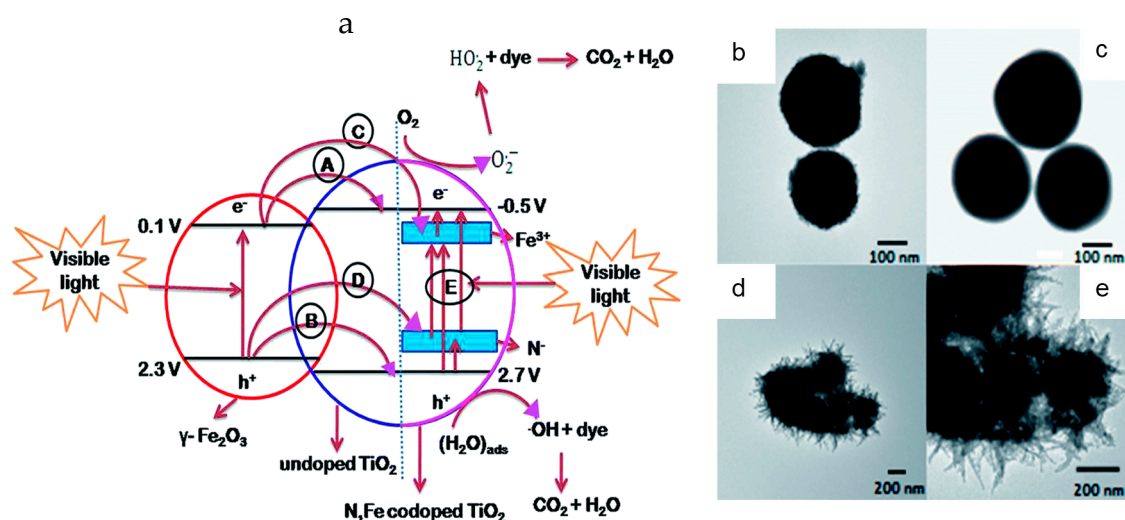 a
HO₂· + dye → CO₂ + H₂O
O₂
O₂·⁻
C
A
e⁻
e⁻
0.1 V
-0.5 V
Fe³⁺
Visible light
Visible light
D
E
B
N⁻
2.3 V
2.7 V
h⁺
h⁺
γ- Fe₂O₃
(H₂O)ads
·OH + dye
undoped TiO₂
CO₂ + H₂O
N,Fe codoped TiO₂
b
100 nm
c
100 nm
d
200 nm
e
200 nm